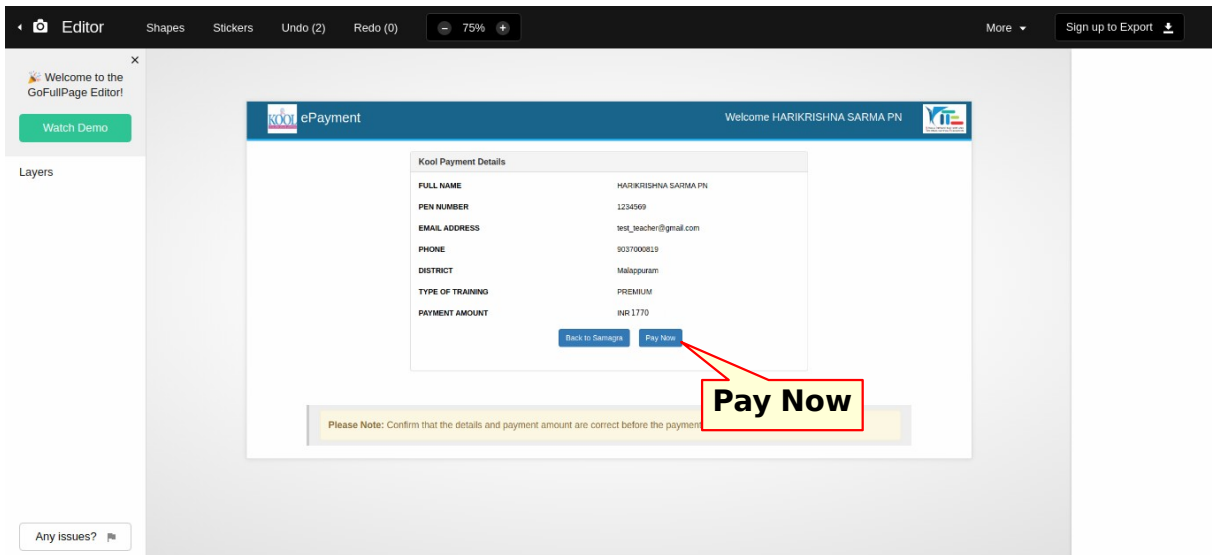 Editor Shapes Stickers Undo (2) Redo (0) 75% More Sign up to Export
🎉 Welcome to the
GoFullPage Editor!
Watch Demo
Layers
KOOL ePayment Welcome HARIKRISHNA SARMA PN
Kool Payment Details
FULL NAME HARIKRISHNA SARMA PN
PEN NUMBER 1234569
EMAIL ADDRESS test_teacher@gmail.com
PHONE 9037000819
DISTRICT Malappuram
TYPE OF TRAINING PREMIUM
PAYMENT AMOUNT INR 1770
Back to Samagra Pay Now
Pay Now
Please Note: Confirm that the details and payment amount are correct before the payment
Any issues?